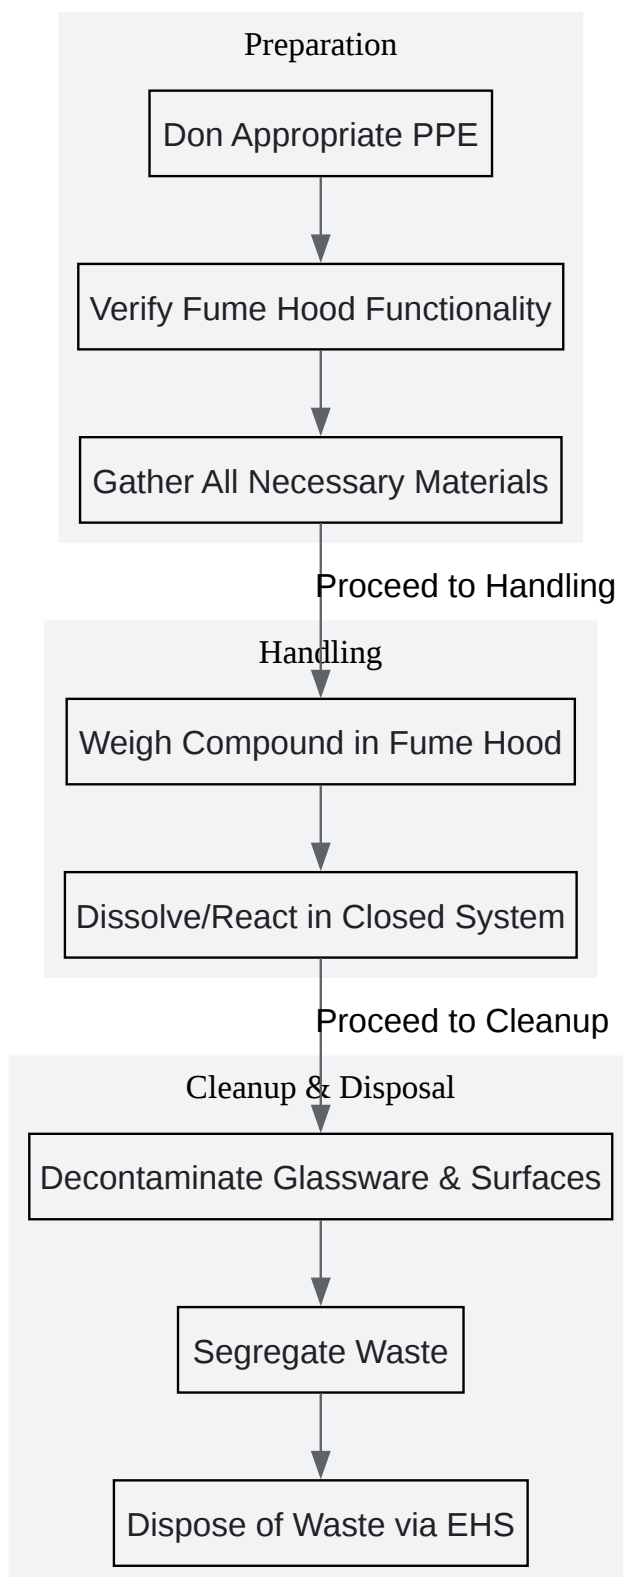 Preparation
Don Appropriate PPE
Verify Fume Hood Functionality
Gather All Necessary Materials
Proceed to Handling
Handling
Weigh Compound in Fume Hood
Dissolve/React in Closed System
Proceed to Cleanup
Cleanup & Disposal
Decontaminate Glassware & Surfaces
Segregate Waste
Dispose of Waste via EHS